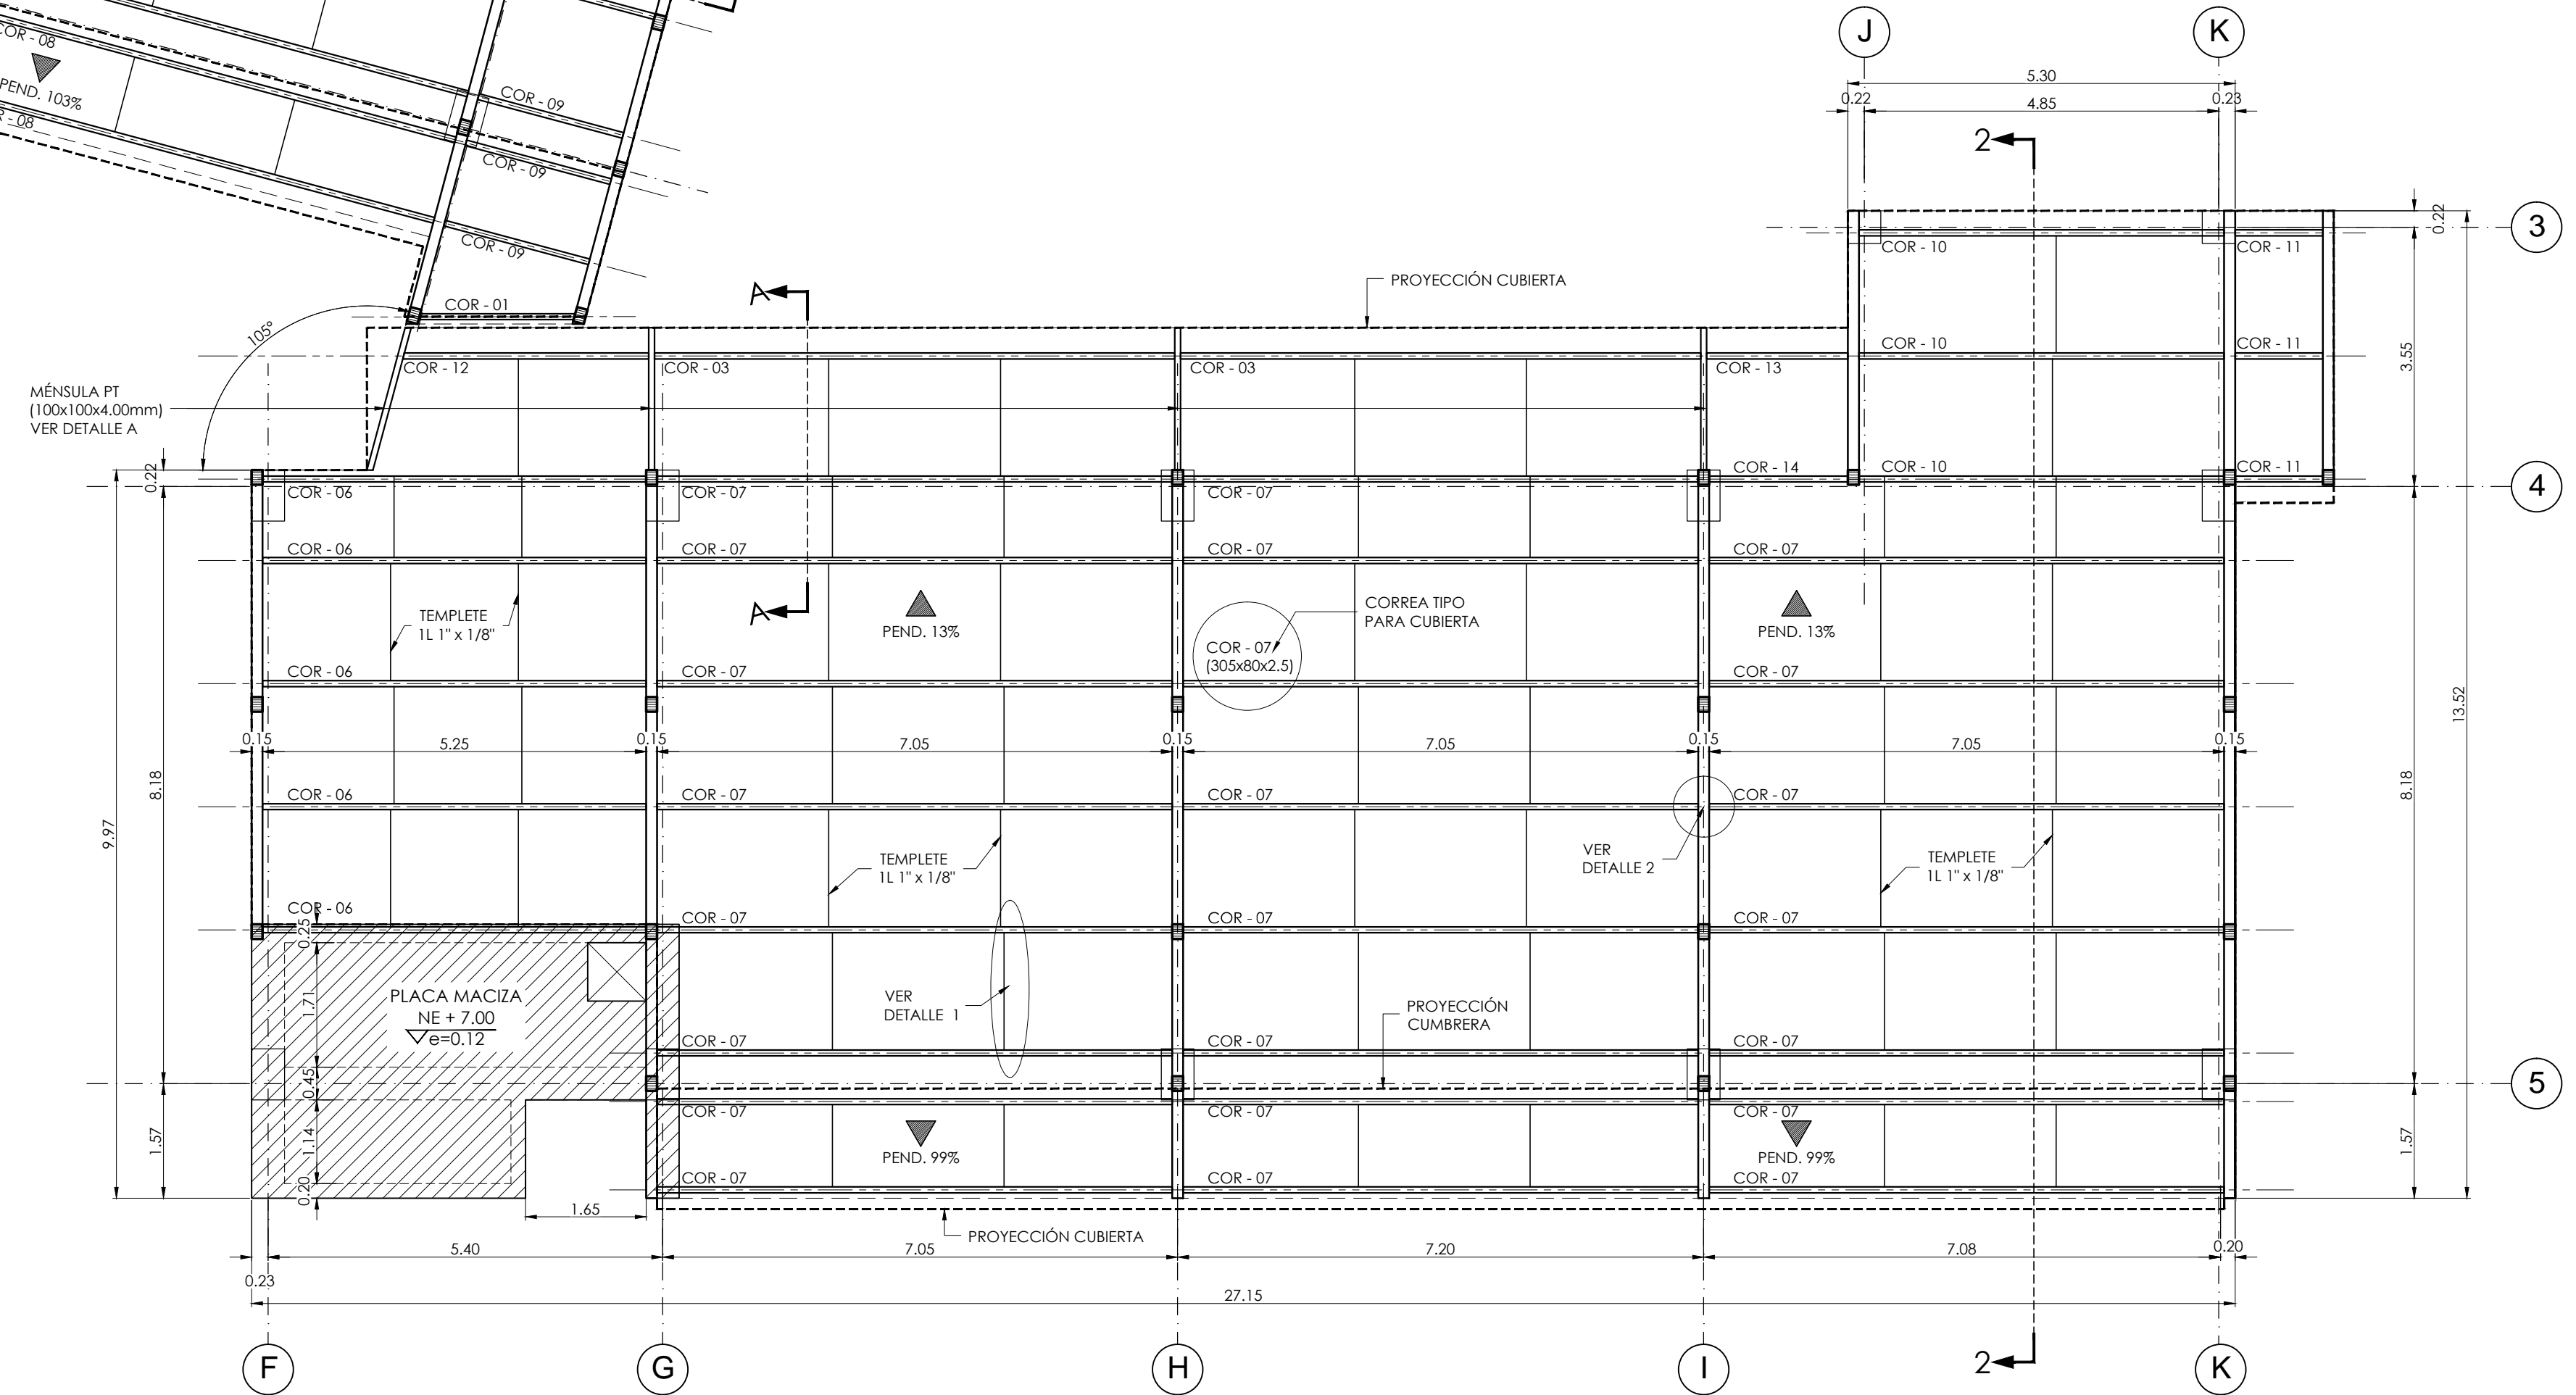 J
K
5.30
0.22
4.85
0.23
COR - 08
PEND. 103%
COR - 09
2
COR - 09
COR - 09
0.22
3
COR - 10
COR - 11
A
PROYECCIÓN CUBIERTA
COR - 01
105°
COR - 10
COR - 11
COR - 12
COR - 03
COR - 03
COR - 13
3.55
MÉNSULA PT
(100x100x4.00mm)
VER DETALLE A
0.22
COR - 14
COR - 10
COR - 11
COR - 06
COR - 07
COR - 07
4
COR - 06
COR - 07
COR - 07
COR - 07
A
TEMPLETE
1L 1" x 1/8"
PEND. 13%
CORREA TIPO
PARA CUBIERTA
PEND. 13%
COR - 07
(305x80x2.5)
COR - 06
COR - 07
COR - 07
13.52
0.15
5.25
0.15
7.05
0.15
7.05
0.15
7.05
0.15
8.18
8.18
COR - 06
COR - 07
COR - 07
COR - 07
9.97
TEMPLETE
1L 1" x 1/8"
VER
DETALLE 2
TEMPLETE
1L 1" x 1/8"
COR - 06
COR - 07
COR - 07
COR - 07
0.25
1.71
PLACA MACIZA
NE + 7.00
e=0.12
VER
DETALLE 1
PROYECCIÓN
CUMBRERA
COR - 07
COR - 07
COR - 07
0.45
5
COR - 07
COR - 07
COR - 07
1.57
1.14
PEND. 99%
PEND. 99%
1.57
COR - 07
COR - 07
COR - 07
0.20
1.65
PROYECCIÓN CUBIERTA
5.40
7.05
7.20
7.08
0.20
0.23
27.15
F
G
H
I
2
K